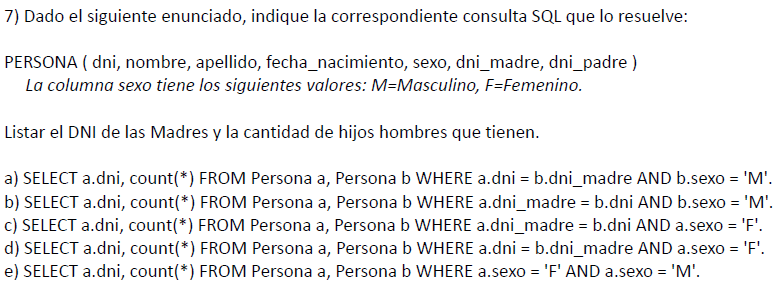 7) Dado el siguiente enunciado, indique la correspondiente consulta SQL que lo resuelve:
PERSONA ( dni, nombre, apellido, fecha_nacimiento, sexo, dni_madre, dni_padre )
La columna sexo tiene los siguientes valores: M=Masculino, F=Femenino.
Listar el DNI de las Madres y la cantidad de hijos hombres que tienen.
a) SELECT a.dni, count(*) FROM Persona a, Persona b WHERE a.dni = b.dni_madre AND b.sexo = 'M'.
b) SELECT a.dni, count(*) FROM Persona a, Persona b WHERE a.dni_madre = b.dni AND b.sexo = 'M'.
c) SELECT a.dni, count(*) FROM Persona a, Persona b WHERE a.dni_madre = b.dni AND a.sexo = 'F'.
d) SELECT a.dni, count(*) FROM Persona a, Persona b WHERE a.dni = b.dni_madre AND a.sexo = 'F'.
e) SELECT a.dni, count(*) FROM Persona a, Persona b WHERE a.sexo = 'F' AND a.sexo = 'M'.